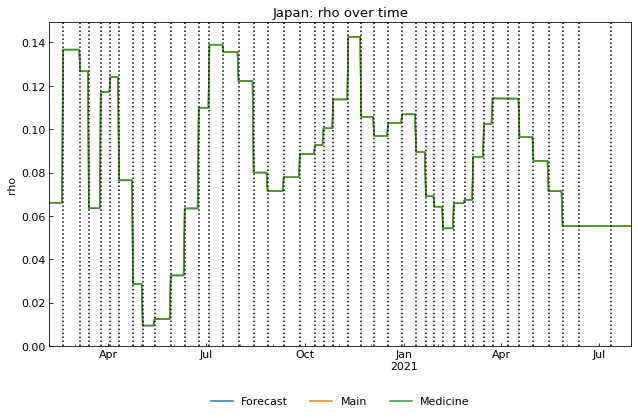 Japan: rho over time
rho
0.14
0.12
0.10
0.08
0.06
0.04
0.02
0.00
Apr Jul Oct Jan Apr Jul
2021
Forecast Main Medicine